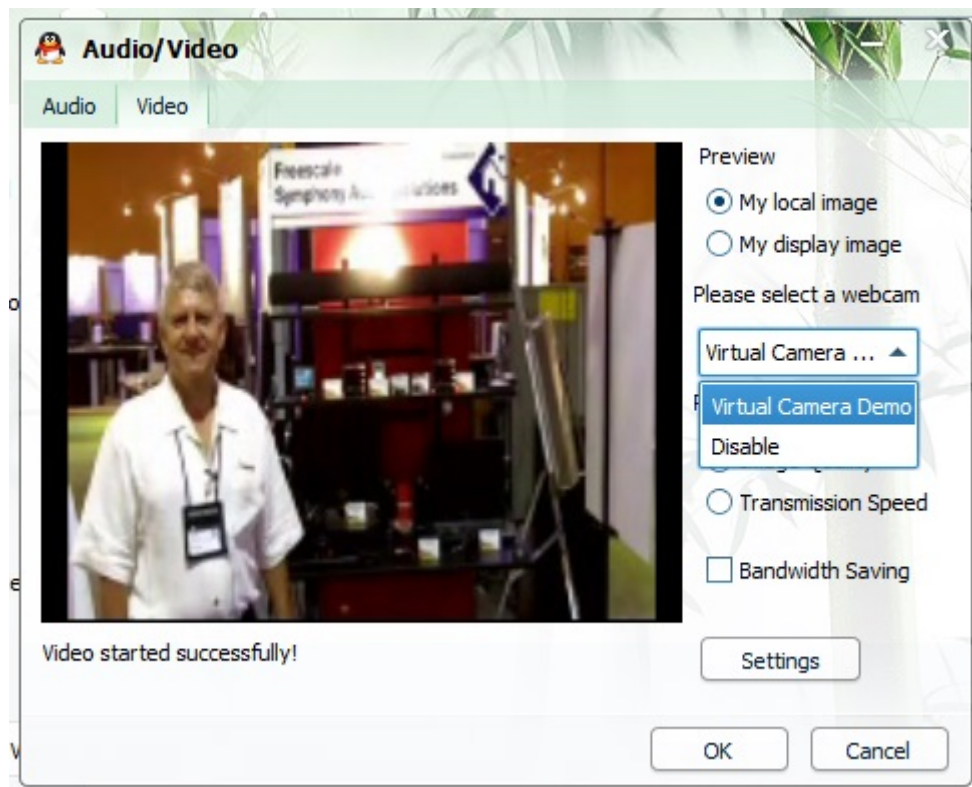 Audio/Video
Audio
Video
Freescale
Symphony
Preview
My local image
My display image
Please select a webcam
Virtual Camera ...
Virtual Camera Demo
Disable
Transmission Speed
Bandwidth Saving
Video started successfully!
Settings
OK
Cancel